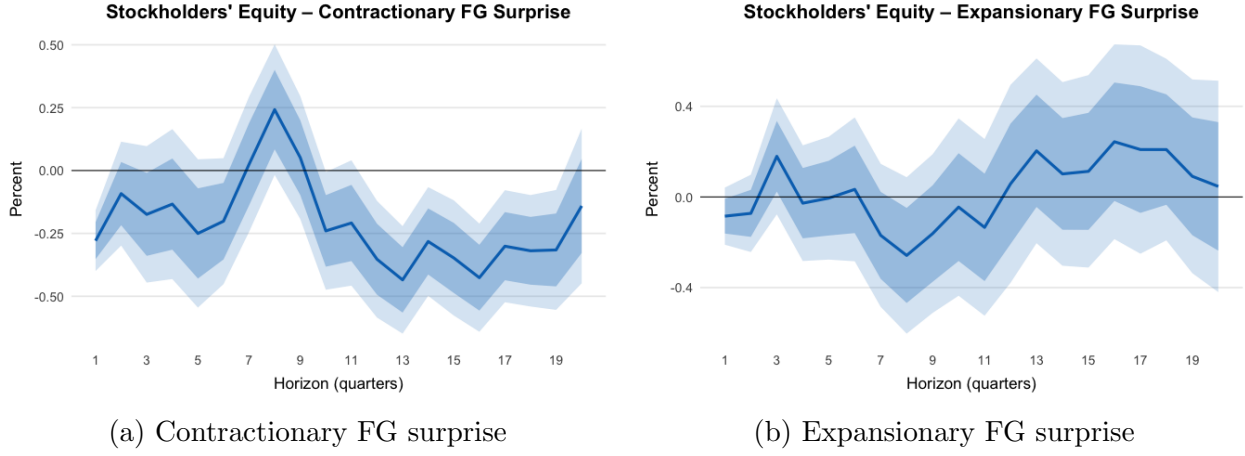 Stockholders' Equity – Contractionary FG Surprise
0.50
0.25
0.00
-0.25
-0.50
Percent
1 3 5 7 9 11 13 15 17 19
Horizon (quarters)
(a) Contractionary FG surprise
Stockholders' Equity – Expansionary FG Surprise
0.4
0.0
-0.4
Percent
1 3 5 7 9 11 13 15 17 19
Horizon (quarters)
(b) Expansionary FG surprise